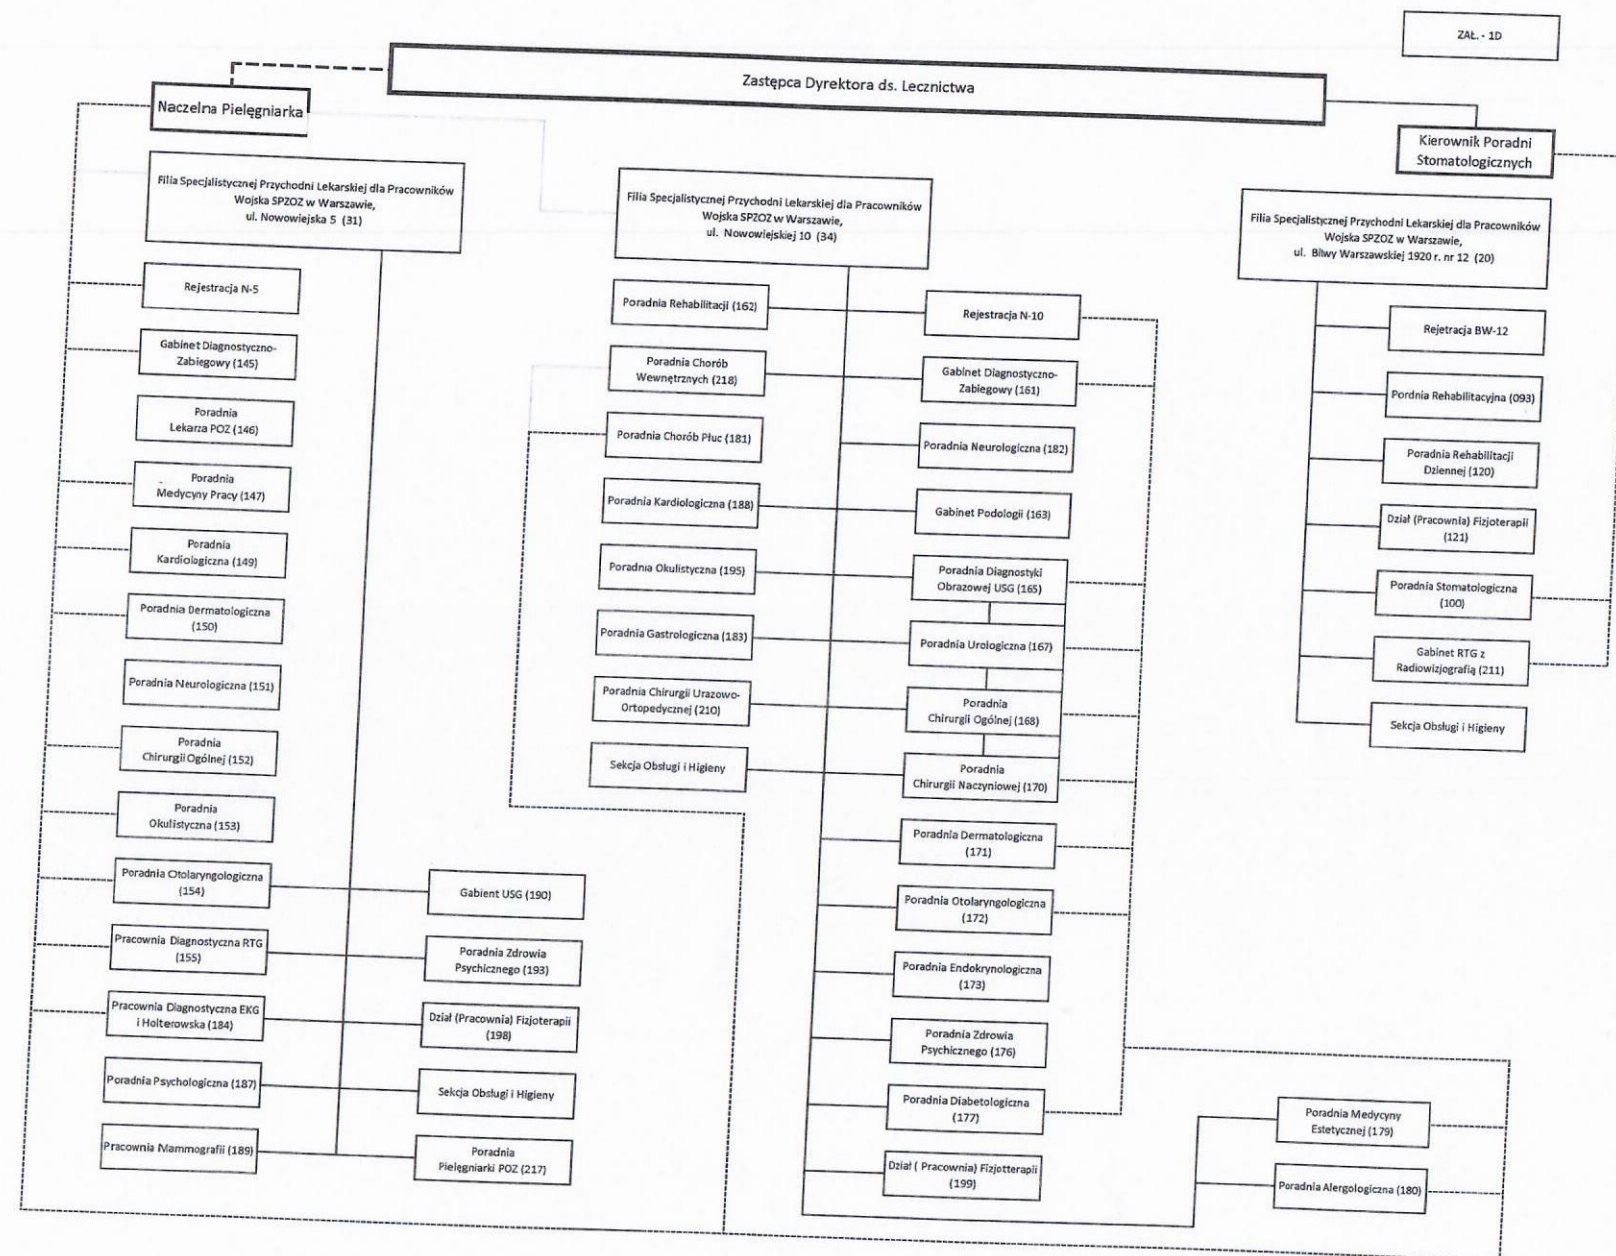 ZAŁ. - 1D
Zastępca Dyrektora ds. Lecznictwa
Naczelna Pielęgniarka
Kierownik Poradni
Stomatologicznych
Filia Specjalistycznej Przychodni Lekarskiej dla Pracowników
Wojska SPZOZ w Warszawie,
ul. Nowowiejska 5 (31)
Rejestracja N-5
Gabinet Diagnostyczno-
Zabiegowy (145)
Poradnia
Lekarza POZ (146)
Poradnia
Medycyny Pracy (147)
Poradnia
Kardiologiczna (149)
Poradnia Dermatologiczna
(150)
Poradnia Neurologiczna (151)
Poradnia
Chirurgii Ogólnej (152)
Poradnia
Okulistyczna (153)
Poradnia Otolaryngologiczna
(154)
Pracownia Diagnostyczna RTG
(155)
Pracownia Diagnostyczna EKG
i Holterowska (184)
Poradnia Psychologiczna (187)
Pracownia Mammografii (189)
Gabient USG (190)
Poradnia Zdrowia
Psychicznego (193)
Dział (Pracownia) Fizjoterapii
(198)
Sekcja Obsługi i Higieny
Poradnia
Pielęgniarki POZ (217)
Filia Specjalistycznej Przychodni Lekarskiej dla Pracowników
Wojska SPZOZ w Warszawie,
ul. Nowowiejskiej 10 (34)
Poradnia Rehabilitacji (162)
Poradnia Chorób
Wewnętrznych (218)
Poradnia Chorób Płuc (181)
Poradnia Kardiologiczna (188)
Poradnia Okulistyczna (195)
Poradnia Gastrologiczna (183)
Poradnia Chirurgii Urazowo-
Ortopedycznej (210)
Sekcja Obsługi i Higieny
Rejestracja N-10
Gabinet Diagnostyczno-
Zabiegowy (161)
Poradnia Neurologiczna (182)
Gabinet Podologii (163)
Poradnia Diagnostyki
Obrazowej USG (165)
Poradnia Urologiczna (167)
Poradnia
Chirurgii Ogólnej (168)
Poradnia
Chirurgii Naczyniowej (170)
Poradnia Dermatologiczna
(171)
Poradnia Otolaryngologiczna
(172)
Poradnia Endokrynologiczna
(173)
Poradnia Zdrowia
Psychicznego (176)
Poradnia Diabetologiczna
(177)
Dział ( Pracownia) Fizjotterapii
(199)
Poradnia Medycyny
Estetycznej (179)
Poradnia Alergologiczna (180)
Filia Specjalistycznej Przychodni Lekarskiej dla Pracowników
Wojska SPZOZ w Warszawie,
ul. Bitwy Warszawskiej 1920 r. nr 12 (20)
Rejetracja BW-12
Pordnia Rehabilitacyjna (093)
Poradnia Rehabilitacji
Dziennej (120)
Dział (Pracownia) Fizjoterapii
(121)
Poradnia Stomatologiczna
(100)
Gabinet RTG z
Radiowizjografią (211)
Sekcja Obsługi i Higieny